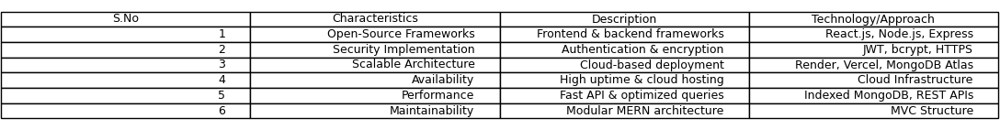 S.No Characteristics Description Technology/Approach
1 Open-Source Frameworks Frontend & backend frameworks React.js, Node.js, Express
2 Security Implementation Authentication & encryption JWT, bcrypt, HTTPS
3 Scalable Architecture Cloud-based deployment Render, Vercel, MongoDB Atlas
4 Availability High uptime & cloud hosting Cloud Infrastructure
5 Performance Fast API & optimized queries Indexed MongoDB, REST APIs
6 Maintainability Modular MERN architecture MVC Structure